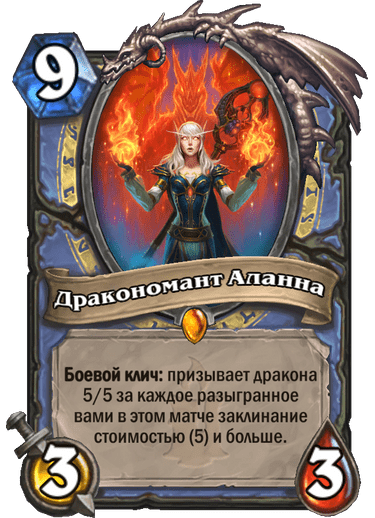 9
Дракономант Аланна
Боевой клич: призывает дракона
5/5 за каждое разыгранное
вами в этом матче заклинание
стоимостью (5) и больше.
3 3